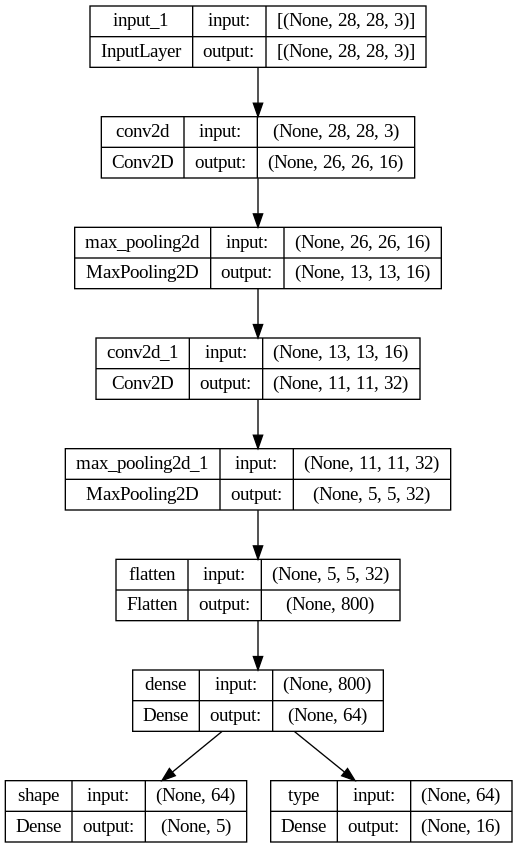 input_1 input: [(None, 28, 28, 3)]
InputLayer output: [(None, 28, 28, 3)]
conv2d input: (None, 28, 28, 3)
Conv2D output: (None, 26, 26, 16)
max_pooling2d input: (None, 26, 26, 16)
MaxPooling2D output: (None, 13, 13, 16)
conv2d_1 input: (None, 13, 13, 16)
Conv2D output: (None, 11, 11, 32)
max_pooling2d_1 input: (None, 11, 11, 32)
MaxPooling2D output: (None, 5, 5, 32)
flatten input: (None, 5, 5, 32)
Flatten output: (None, 800)
dense input: (None, 800)
Dense output: (None, 64)
shape input: (None, 64)
Dense output: (None, 5)
type input: (None, 64)
Dense output: (None, 16)